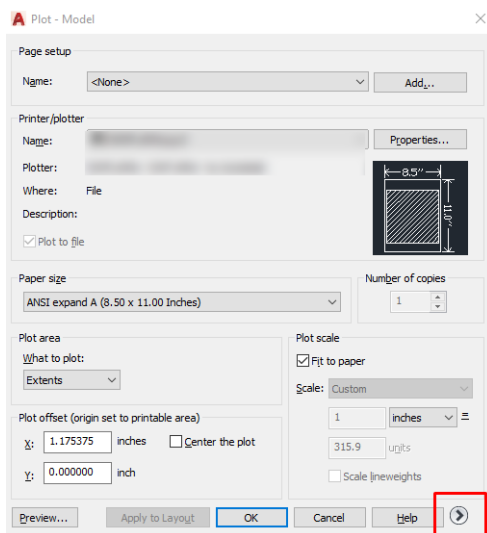 Plot - Model
Page setup
Name: <None> Add...
Printer/plotter
Name: Properties...
Plotter:
Where: File
Description:
Plot to file
8.5″
11.0″
Paper size
ANSI expand A (8.50 x 11.00 Inches)
Number of copies
1
Plot area
What to plot:
Extents
Plot scale
Fit to paper
Scale: Custom
1 inches =
315.9 units
Scale lineweights
Plot offset (origin set to printable area)
X: 1.175375 inches Center the plot
Y: 0.000000 inch
Preview... Apply to Layout OK Cancel Help